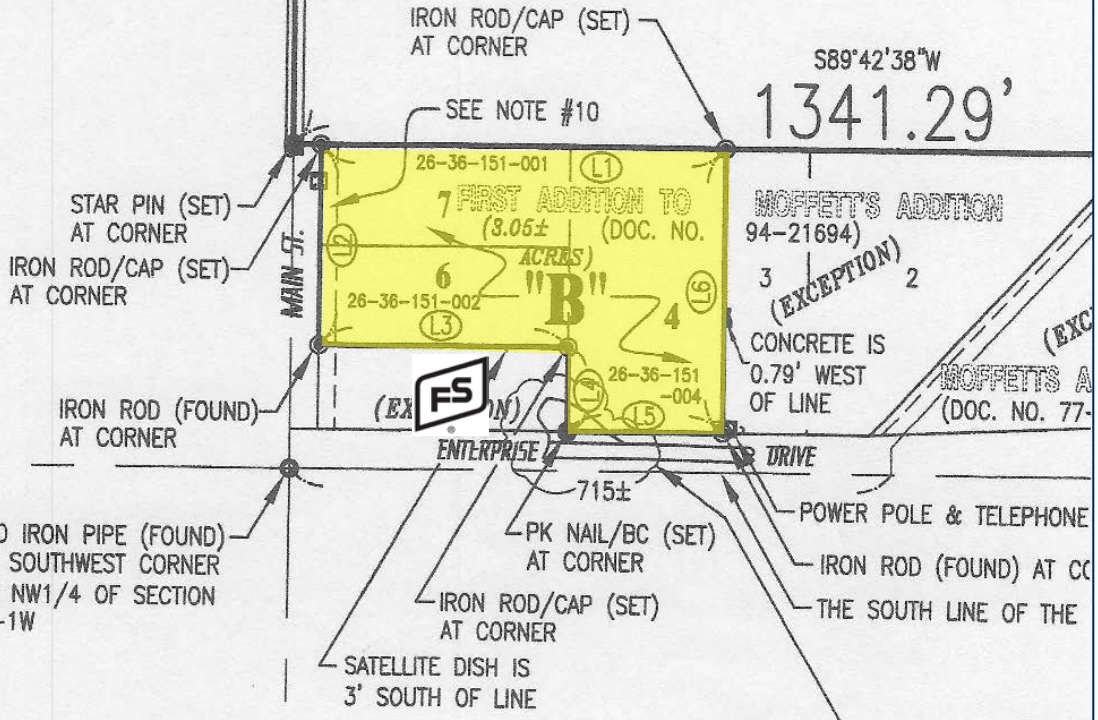 IRON ROD/CAP (SET)
AT CORNER
S89°42'38"W
1341.29'
SEE NOTE #10
26-36-151-001
L1
STAR PIN (SET)
AT CORNER
7 FIRST ADDITION TO
MOFFETT'S ADDITION
(3.05±
ACRES)
(DOC. NO.
94-21694)
IRON ROD/CAP (SET)
AT CORNER
MAIN ST.
L2
6
"B"
L6
3
(EXCEPTION)
2
26-36-151-002
4
L3
CONCRETE IS
0.79' WEST
OF LINE
(EXC
MOFFETTS A
(DOC. NO. 77-
26-36-151
-004
L4
L5
FS
IRON ROD (FOUND)
AT CORNER
(EX
ON)
ENTERPRISE
DRIVE
715±
IRON PIPE (FOUND)
SOUTHWEST CORNER
NW1/4 OF SECTION
-1W
PK NAIL/BC (SET)
AT CORNER
POWER POLE & TELEPHONE
IRON ROD (FOUND) AT CO
THE SOUTH LINE OF THE
IRON ROD/CAP (SET)
AT CORNER
SATELLITE DISH IS
3' SOUTH OF LINE